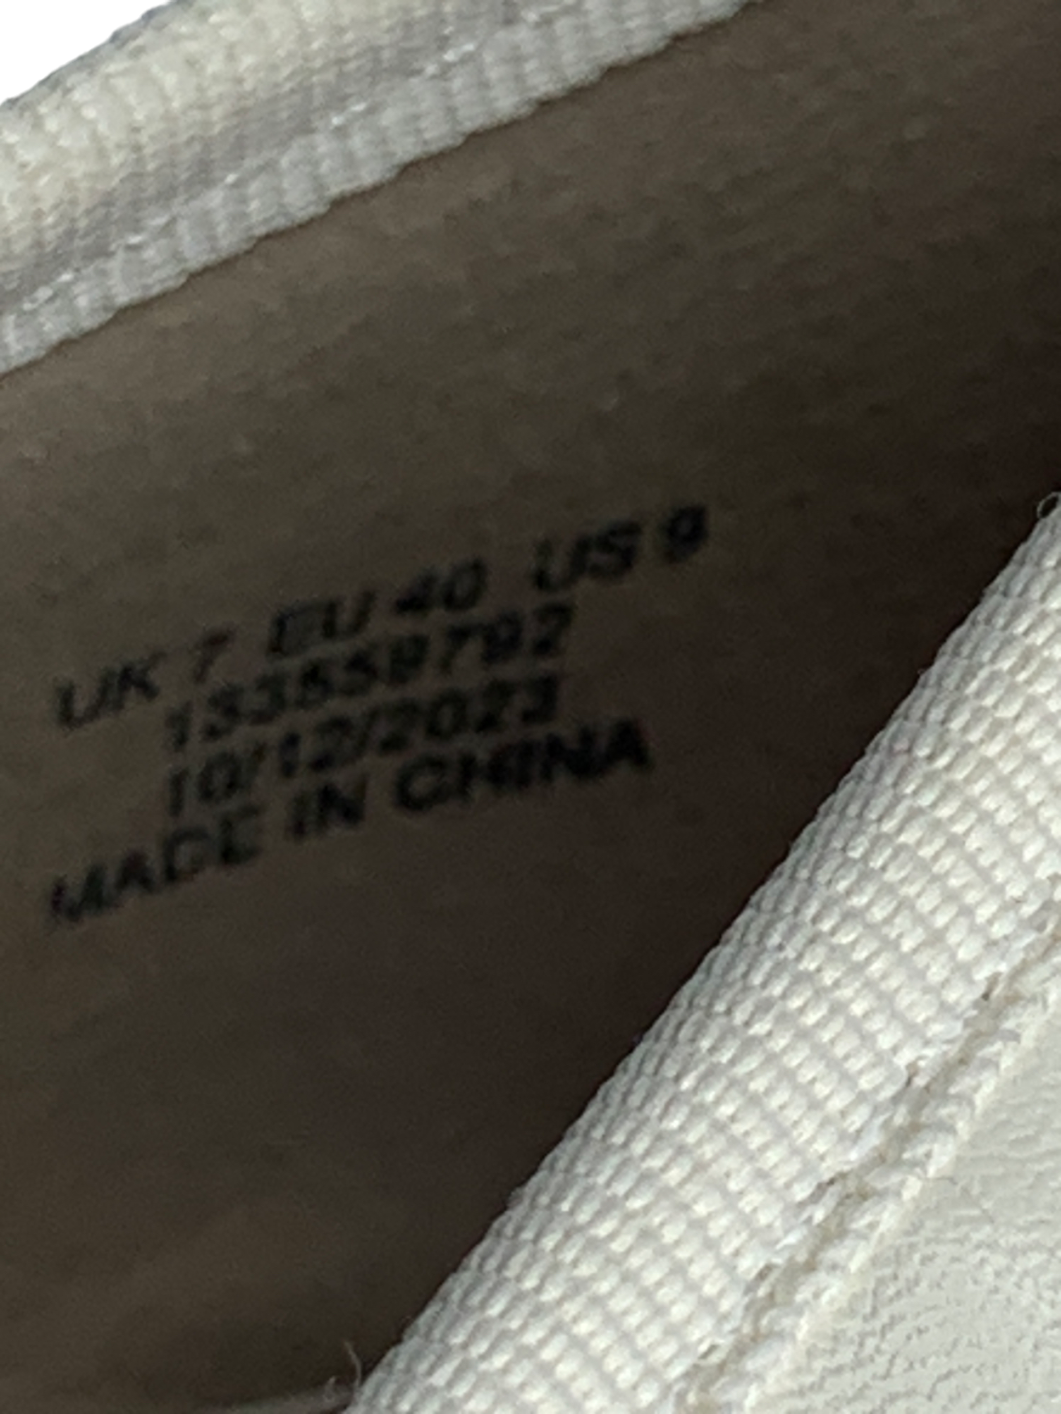 UK 7 EU 40 US 9
133559792
10/12/2023
MADE IN CHINA